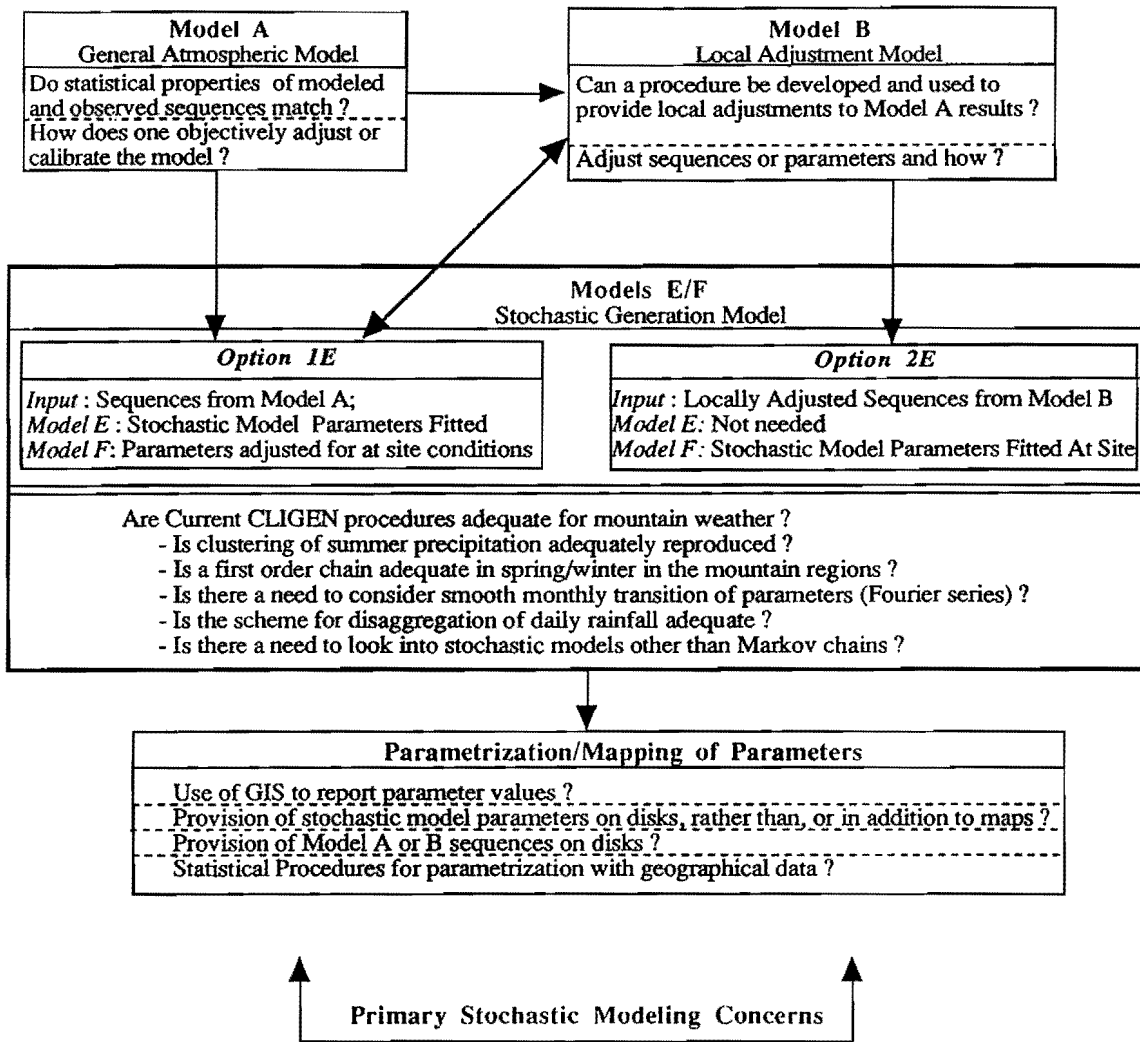 Model A
General Atmospheric Model
Do statistical properties of modeled
and observed sequences match ?
How does one objectively adjust or
calibrate the model ?
Model B
Local Adjustment Model
Can a procedure be developed and used to
provide local adjustments to Model A results ?
Adjust sequences or parameters and how ?
Models E/F
Stochastic Generation Model
Option 1E
Input : Sequences from Model A;
Model E : Stochastic Model Parameters Fitted
Model F: Parameters adjusted for at site conditions
Option 2E
Input : Locally Adjusted Sequences from Model B
Model E: Not needed
Model F: Stochastic Model Parameters Fitted At Site
Are Current CLIGEN procedures adequate for mountain weather ?
- Is clustering of summer precipitation adequately reproduced ?
- Is a first order chain adequate in spring/winter in the mountain regions ?
- Is there a need to consider smooth monthly transition of parameters (Fourier series) ?
- Is the scheme for disaggregation of daily rainfall adequate ?
- Is there a need to look into stochastic models other than Markov chains ?
Parametrization/Mapping of Parameters
Use of GIS to report parameter values ?
Provision of stochastic model parameters on disks, rather than, or in addition to maps ?
Provision of Model A or B sequences on disks ?
Statistical Procedures for parametrization with geographical data ?
Primary Stochastic Modeling Concerns